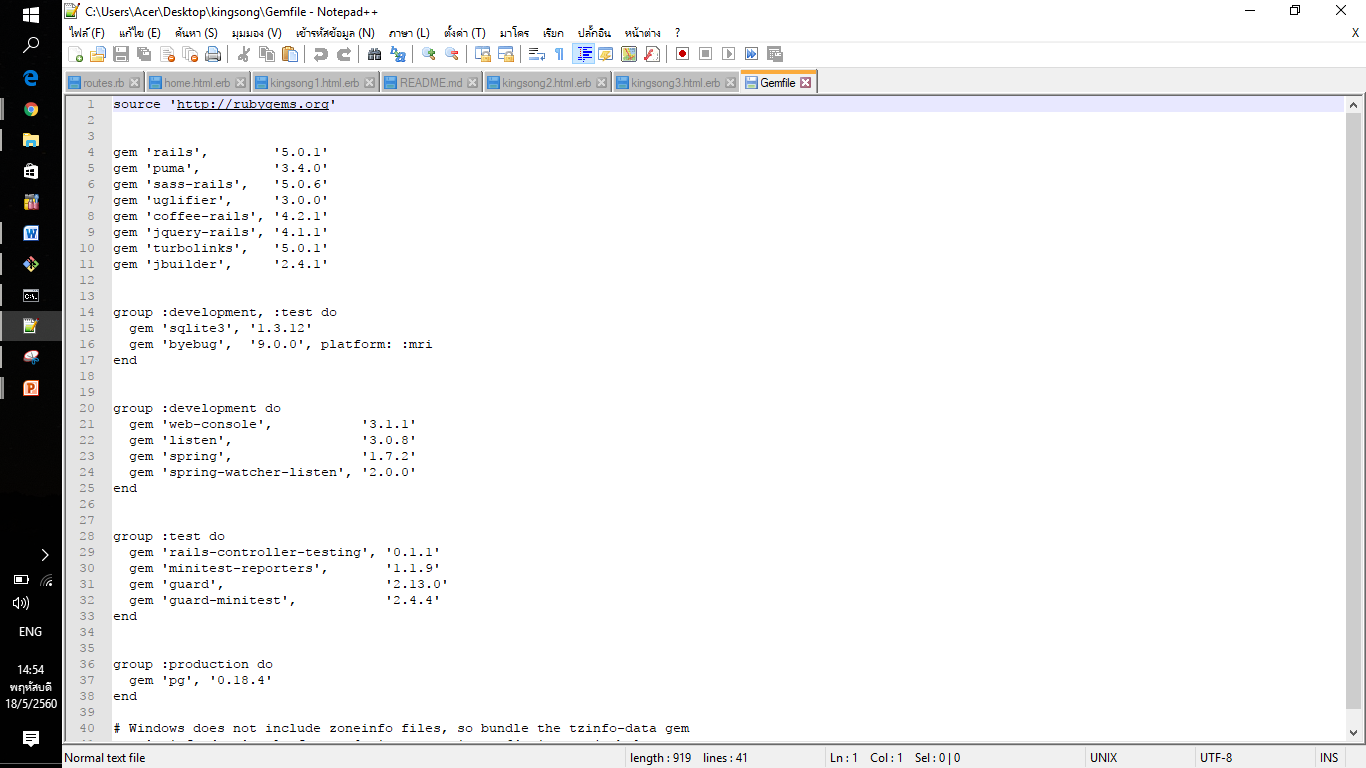 C:\Users\Acer\Desktop\kingsong\Gemfile - Notepad++
ไฟล์ (F) แก้ไข (E) ค้นหา (S) มุมมอง (V) เข้ารหัสข้อมูล (N) ภาษา (L) ตั้งค่า (T) มาโคร เรียก ปลั๊กอิน หน้าต่าง ? X
routes.rb home.html.erb kingsong1.html.erb README.md kingsong2.html.erb kingsong3.html.erb Gemfile
1 source 'http://rubygems.org'
2
3
4 gem 'rails', '5.0.1'
5 gem 'puma', '3.4.0'
6 gem 'sass-rails', '5.0.6'
7 gem 'uglifier', '3.0.0'
8 gem 'coffee-rails', '4.2.1'
9 gem 'jquery-rails', '4.1.1'
10 gem 'turbolinks', '5.0.1'
11 gem 'jbuilder', '2.4.1'
12
13
14 group :development, :test do
15 gem 'sqlite3', '1.3.12'
16 gem 'byebug', '9.0.0', platform: :mri
17 end
18
19
20 group :development do
21 gem 'web-console', '3.1.1'
22 gem 'listen', '3.0.8'
23 gem 'spring', '1.7.2'
24 gem 'spring-watcher-listen', '2.0.0'
25 end
26
27
28 group :test do
29 gem 'rails-controller-testing', '0.1.1'
30 gem 'minitest-reporters', '1.1.9'
31 gem 'guard', '2.13.0'
32 gem 'guard-minitest', '2.4.4'
33 end
34
35
36 group :production do
37 gem 'pg', '0.18.4'
38 end
39
40 # Windows does not include zoneinfo files, so bundle the tzinfo-data gem
Normal text file length : 919 lines : 41 Ln : 1 Col : 1 Sel : 0 | 0 UNIX UTF-8 INS
ENG
14:54
พฤหัสบดี
18/5/2560